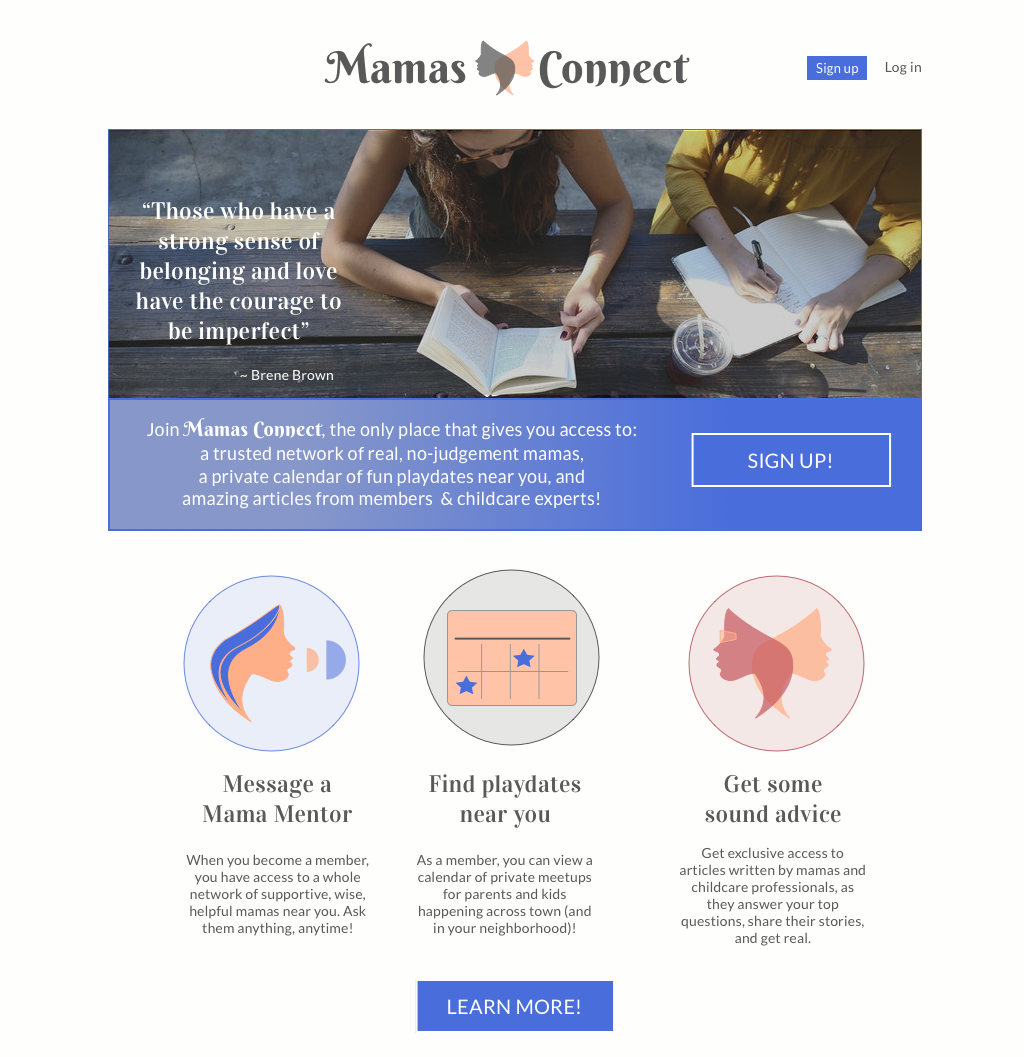 Mamas Connect
Sign up
Log in
“Those who have a
strong sense of
belonging and love
have the courage to
be imperfect”
~ Brene Brown
Join Mamas Connect, the only place that gives you access to:
a trusted network of real, no-judgement mamas,
a private calendar of fun playdates near you, and
amazing articles from members & childcare experts!
SIGN UP!
Message a
Mama Mentor
When you become a member,
you have access to a whole
network of supportive, wise,
helpful mamas near you. Ask
them anything, anytime!
Find playdates
near you
As a member, you can view a
calendar of private meetups
for parents and kids
happening across town (and
in your neighborhood)!
Get some
sound advice
Get exclusive access to
articles written by mamas and
childcare professionals, as
they answer your top
questions, share their stories,
and get real.
LEARN MORE!